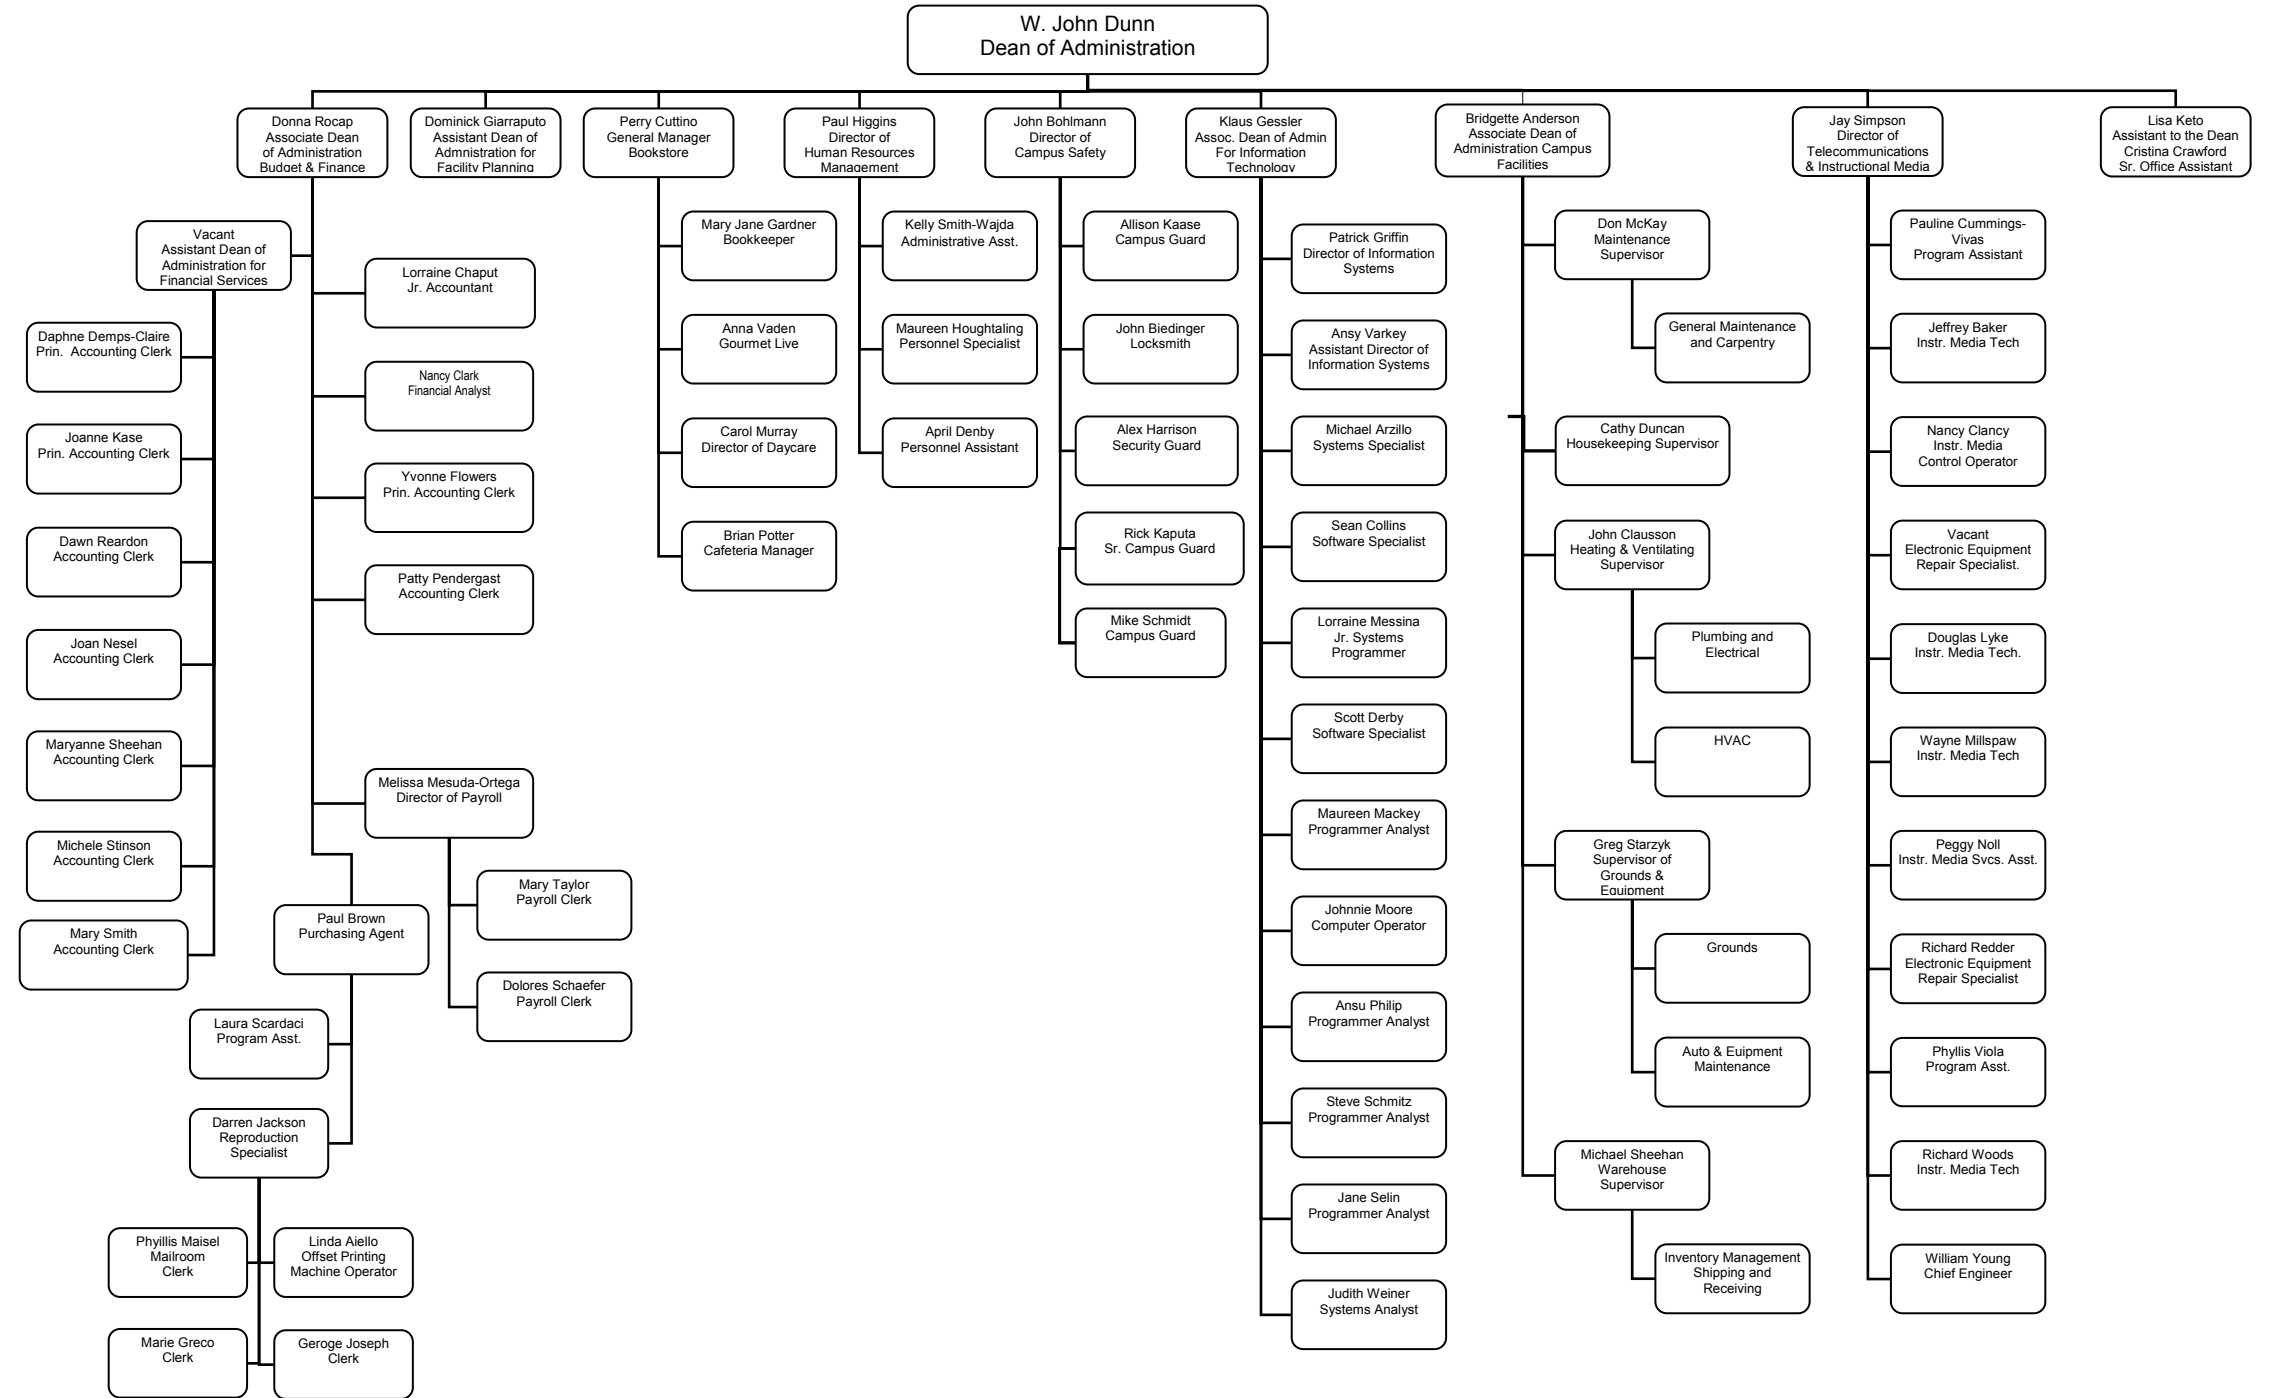 W. John Dunn
Dean of Administration
Donna Rocap
Associate Dean
of Administration
Budget & Finance
Dominick Giarraputo
Assistant Dean of
Admnistration for
Facility Planning
Perry Cuttino
General Manager
Bookstore
Paul Higgins
Director of
Human Resources
Management
John Bohlmann
Director of
Campus Safety
Klaus Gessler
Assoc. Dean of Admin
For Information
Technology
Bridgette Anderson
Associate Dean of
Administration Campus
Facilities
Jay Simpson
Director of
Telecommunications
& Instructional Media
Lisa Keto
Assistant to the Dean
Cristina Crawford
Sr. Office Assistant
Vacant
Assistant Dean of
Administration for
Financial Services
Daphne Demps-Claire
Prin. Accounting Clerk
Joanne Kase
Prin. Accounting Clerk
Dawn Reardon
Accounting Clerk
Joan Nesel
Accounting Clerk
Maryanne Sheehan
Accounting Clerk
Michele Stinson
Accounting Clerk
Mary Smith
Accounting Clerk
Lorraine Chaput
Jr. Accountant
Nancy Clark
Financial Analyst
Yvonne Flowers
Prin. Accounting Clerk
Patty Pendergast
Accounting Clerk
Melissa Mesuda-Ortega
Director of Payroll
Mary Taylor
Payroll Clerk
Dolores Schaefer
Payroll Clerk
Paul Brown
Purchasing Agent
Laura Scardaci
Program Asst.
Darren Jackson
Reproduction
Specialist
Phyillis Maisel
Mailroom
Clerk
Linda Aiello
Offset Printing
Machine Operator
Marie Greco
Clerk
Geroge Joseph
Clerk
Mary Jane Gardner
Bookkeeper
Anna Vaden
Gourmet Live
Carol Murray
Director of Daycare
Brian Potter
Cafeteria Manager
Kelly Smith-Wajda
Administrative Asst.
Maureen Houghtaling
Personnel Specialist
April Denby
Personnel Assistant
Allison Kaase
Campus Guard
John Biedinger
Locksmith
Alex Harrison
Security Guard
Rick Kaputa
Sr. Campus Guard
Mike Schmidt
Campus Guard
Patrick Griffin
Director of Information
Systems
Ansy Varkey
Assistant Director of
Information Systems
Michael Arzillo
Systems Specialist
Sean Collins
Software Specialist
Lorraine Messina
Jr. Systems
Programmer
Scott Derby
Software Specialist
Maureen Mackey
Programmer Analyst
Johnnie Moore
Computer Operator
Ansu Philip
Programmer Analyst
Steve Schmitz
Programmer Analyst
Jane Selin
Programmer Analyst
Judith Weiner
Systems Analyst
Don McKay
Maintenance
Supervisor
General Maintenance
and Carpentry
Cathy Duncan
Housekeeping Supervisor
John Clausson
Heating & Ventilating
Supervisor
Plumbing and
Electrical
HVAC
Greg Starzyk
Supervisor of
Grounds &
Equipment
Grounds
Auto & Euipment
Maintenance
Michael Sheehan
Warehouse
Supervisor
Inventory Management
Shipping and
Receiving
Pauline Cummings-
Vivas
Program Assistant
Jeffrey Baker
Instr. Media Tech
Nancy Clancy
Instr. Media
Control Operator
Vacant
Electronic Equipment
Repair Specialist.
Douglas Lyke
Instr. Media Tech.
Wayne Millspaw
Instr. Media Tech
Peggy Noll
Instr. Media Svcs. Asst.
Richard Redder
Electronic Equipment
Repair Specialist
Phyllis Viola
Program Asst.
Richard Woods
Instr. Media Tech
William Young
Chief Engineer